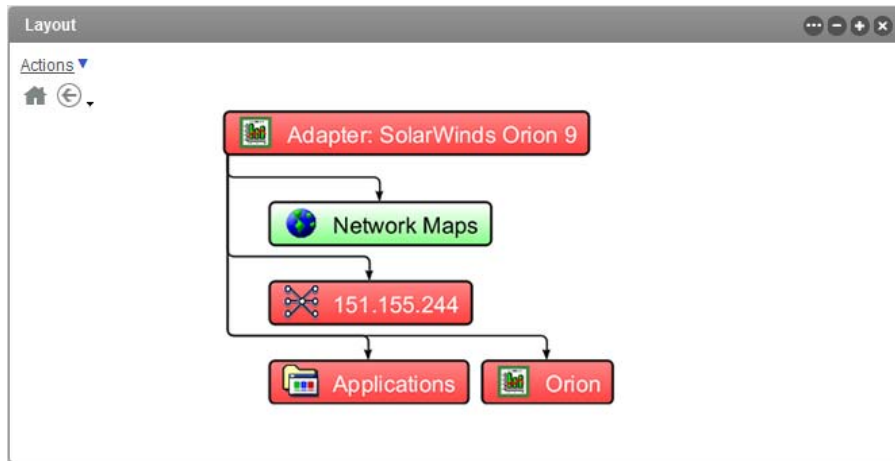 Layout
Actions
Adapter: SolarWinds Orion 9
Network Maps
151.155.244
Applications
Orion